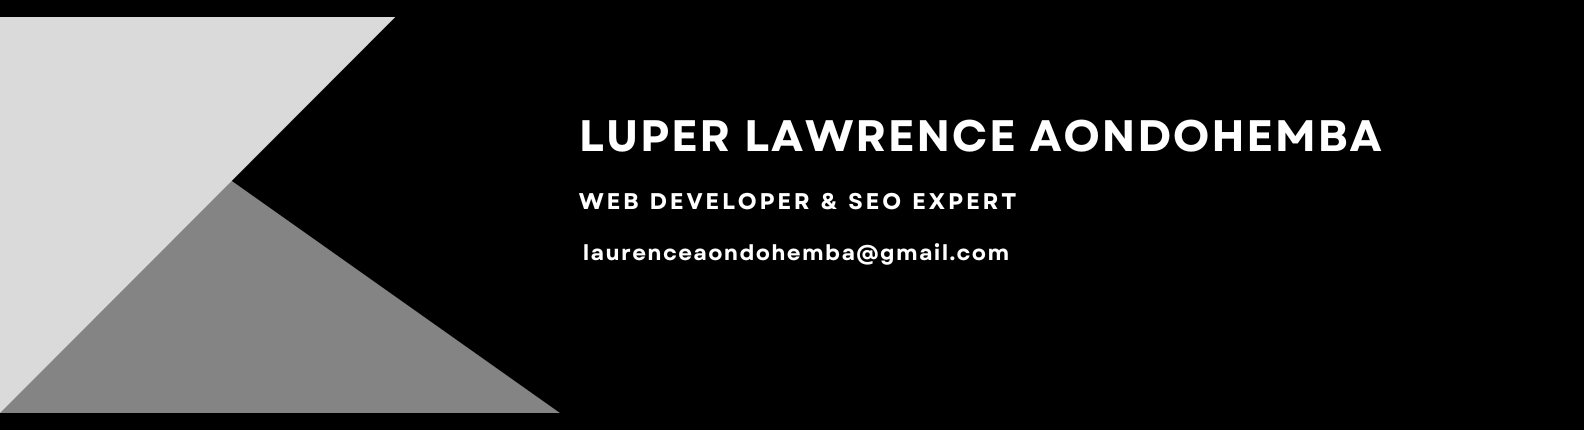 LUPER LAWRENCE AONDOHEMBA
WEB DEVELOPER & SEO EXPERT
laurenceaondohemba@gmail.com